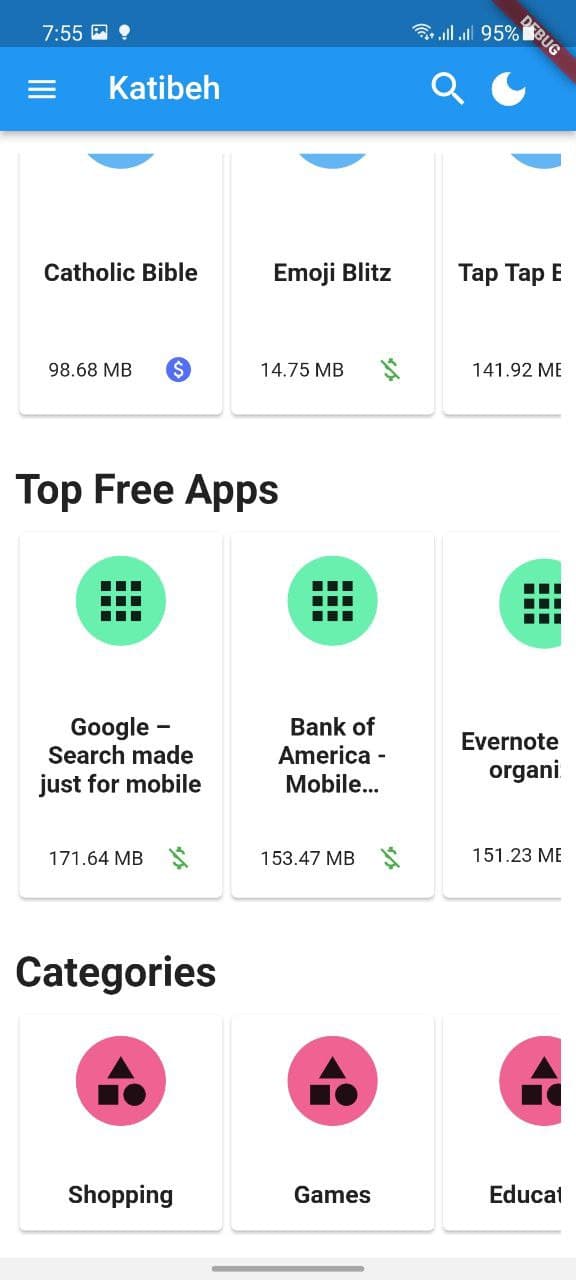 7:55 95%
DEBUG
Katibeh
Catholic Bible Emoji Blitz Tap Tap
98.68 MB 14.75 MB 141.92 MB
Top Free Apps
Google – Bank of
Search made America - Evernote
just for mobile Mobile... organi
171.64 MB 153.47 MB 151.23 MB
Categories
Shopping Games Educat